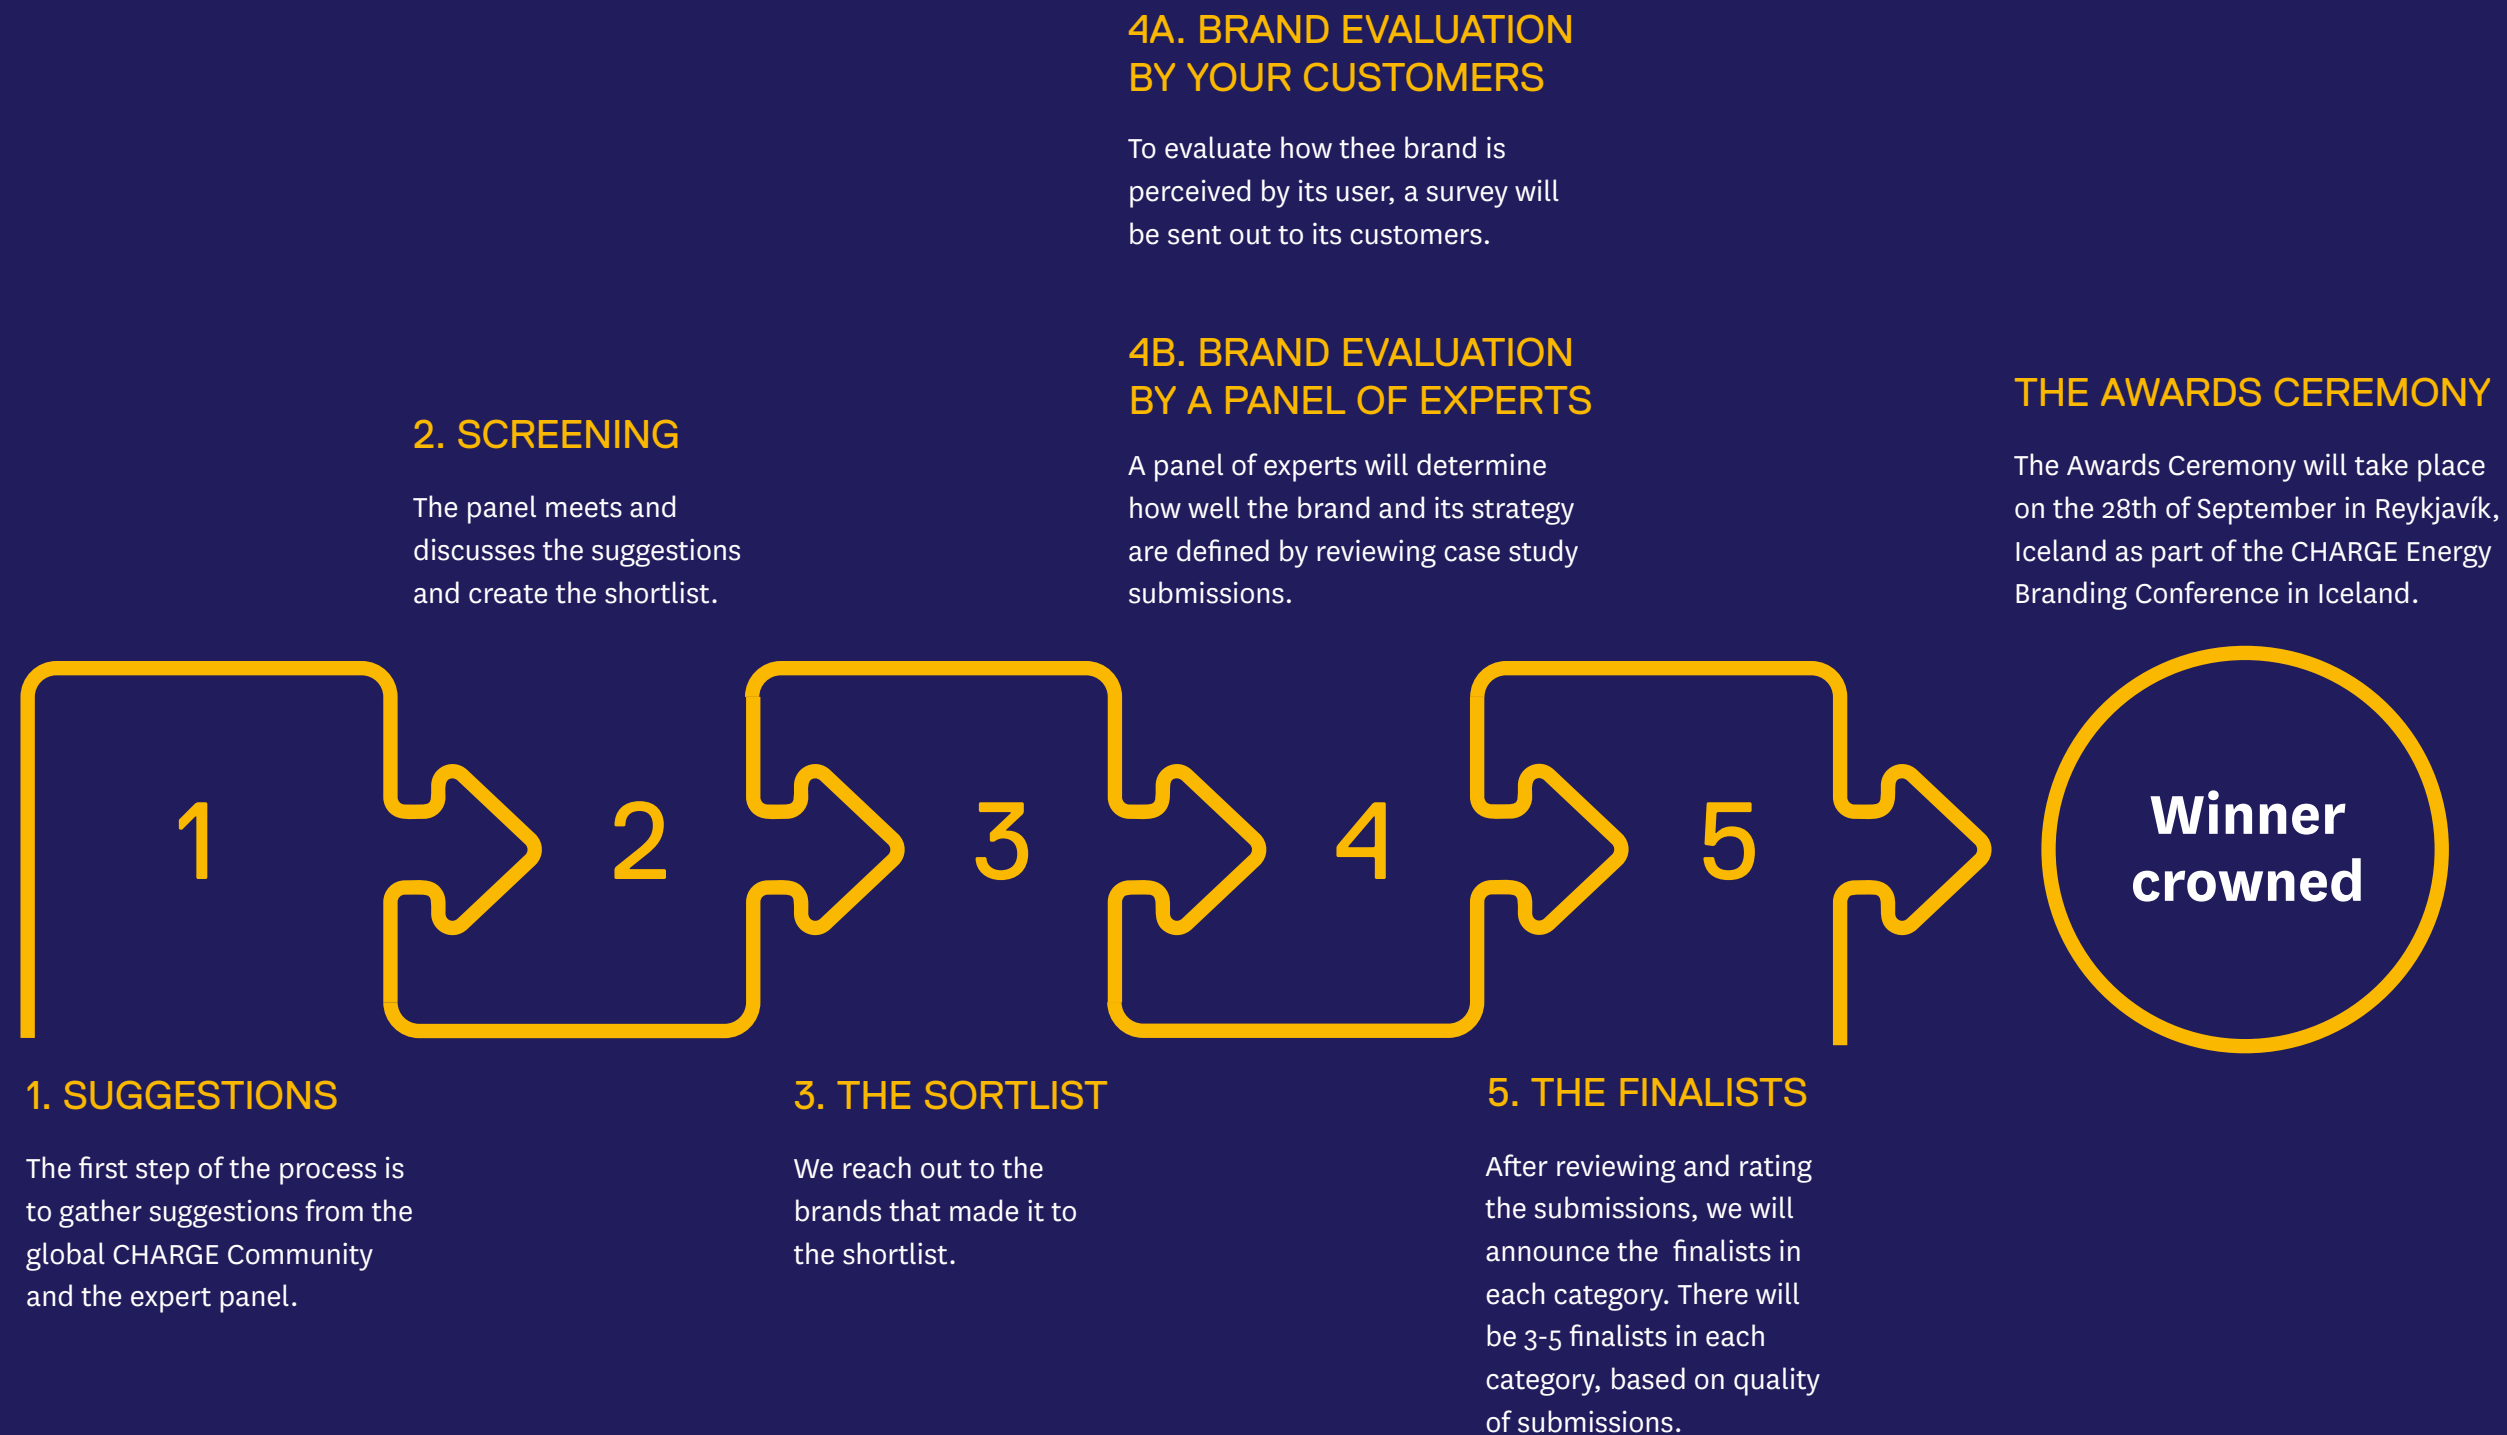 4A. BRAND EVALUATION
BY YOUR CUSTOMERS
To evaluate how thee brand is
perceived by its user, a survey will
be sent out to its customers.
4B. BRAND EVALUATION
BY A PANEL OF EXPERTS
A panel of experts will determine
how well the brand and its strategy
are defined by reviewing case study
submissions.
2. SCREENING
The panel meets and
discusses the suggestions
and create the shortlist.
THE AWARDS CEREMONY
The Awards Ceremony will take place
on the 28th of September in Reykjavík,
Iceland as part of the CHARGE Energy
Branding Conference in Iceland.
1
2
3
4
5
Winner
crowned
1. SUGGESTIONS
The first step of the process is
to gather suggestions from the
global CHARGE Community
and the expert panel.
3. THE SORTLIST
We reach out to the
brands that made it to
the shortlist.
5. THE FINALISTS
After reviewing and rating
the submissions, we will
announce the  finalists in
each category. There will
be 3-5 finalists in each
category, based on quality
of submissions.